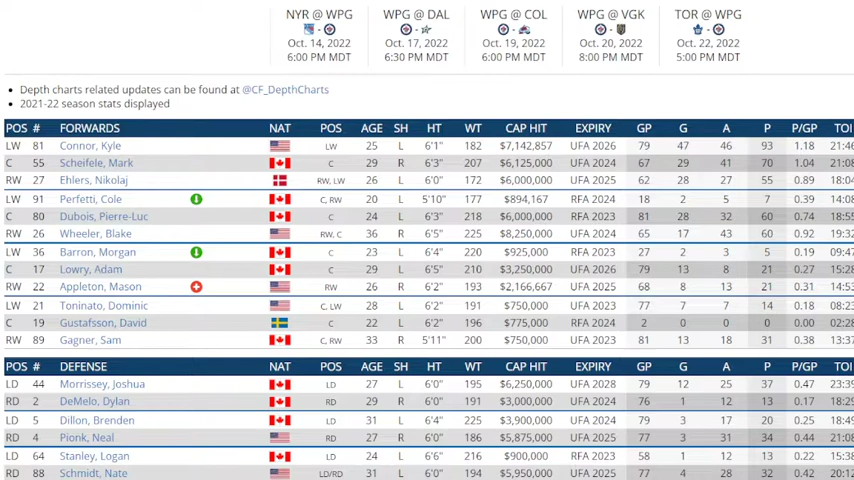 NYR @ WPG WPG @ DAL WPG @ COL WPG @ VGK TOR @ WPG
Oct. 14, 2022 Oct. 17, 2022 Oct. 19, 2022 Oct. 20, 2022 Oct. 22, 2022
6:00 PM MDT 6:30 PM MDT 6:00 PM MDT 8:00 PM MDT 5:00 PM MDT
Depth charts related updates can be found at @CF_DepthCharts
2021-22 season stats displayed
POS # FORWARDS NAT POS AGE SH HT WT CAP HIT EXPIRY GP G A P P/GP TOI
LW 81 Connor, Kyle LW 25 L 6'1" 182 $7,142,857 UFA 2026 79 47 46 93 1.18 21:46
C 55 Scheifele, Mark C 29 R 6'3" 207 $6,125,000 UFA 2024 67 29 41 70 1.04 21:08
RW 27 Ehlers, Nikolaj RW, LW 26 L 6'0" 172 $6,000,000 UFA 2025 62 28 27 55 0.89 18:04
LW 91 Perfetti, Cole C, RW 20 L 5'10" 177 $894,167 RFA 2024 18 2 5 7 0.39 14:08
C 80 Dubois, Pierre-Luc C 24 L 6'3" 218 $6,000,000 RFA 2023 81 28 32 60 0.74 18:55
RW 26 Wheeler, Blake RW, C 36 R 6'5" 225 $8,250,000 UFA 2024 65 17 43 60 0.92 19:32
LW 36 Barron, Morgan C 23 L 6'4" 220 $925,000 RFA 2023 27 2 3 5 0.19 09:47
C 17 Lowry, Adam C 29 L 6'5" 210 $3,250,000 UFA 2026 79 13 8 21 0.27 15:28
RW 22 Appleton, Mason RW 26 R 6'2" 193 $2,166,667 UFA 2025 68 8 13 21 0.31 14:53
LW 21 Toninato, Dominic C, LW 28 L 6'2" 191 $750,000 UFA 2023 77 7 7 14 0.18 08:23
C 19 Gustafsson, David C 22 L 6'2" 196 $775,000 RFA 2024 2 0 0 0 0.00 02:28
RW 89 Gagner, Sam C, RW 33 R 5'11" 200 $750,000 UFA 2023 81 13 18 31 0.38 13:37
POS # DEFENSE NAT POS AGE SH HT WT CAP HIT EXPIRY GP G A P P/GP TOI
LD 44 Morrissey, Joshua LD 27 L 6'0" 195 $6,250,000 UFA 2028 79 12 25 37 0.47 23:39
RD 2 DeMelo, Dylan RD 29 R 6'0" 191 $3,000,000 UFA 2024 76 1 12 13 0.17 18:29
LD 5 Dillon, Brenden LD 31 L 6'4" 225 $3,900,000 UFA 2024 79 3 17 20 0.25 18:49
RD 4 Pionk, Neal RD 27 R 6'0" 186 $5,875,000 UFA 2025 77 3 31 34 0.44 21:08
LD 64 Stanley, Logan LD 24 L 6'6" 216 $900,000 RFA 2023 58 1 12 13 0.22 15:38
RD 88 Schmidt, Nate LD/RD 31 L 6'0" 194 $5,950,000 UFA 2025 77 4 28 32 0.42 20:12